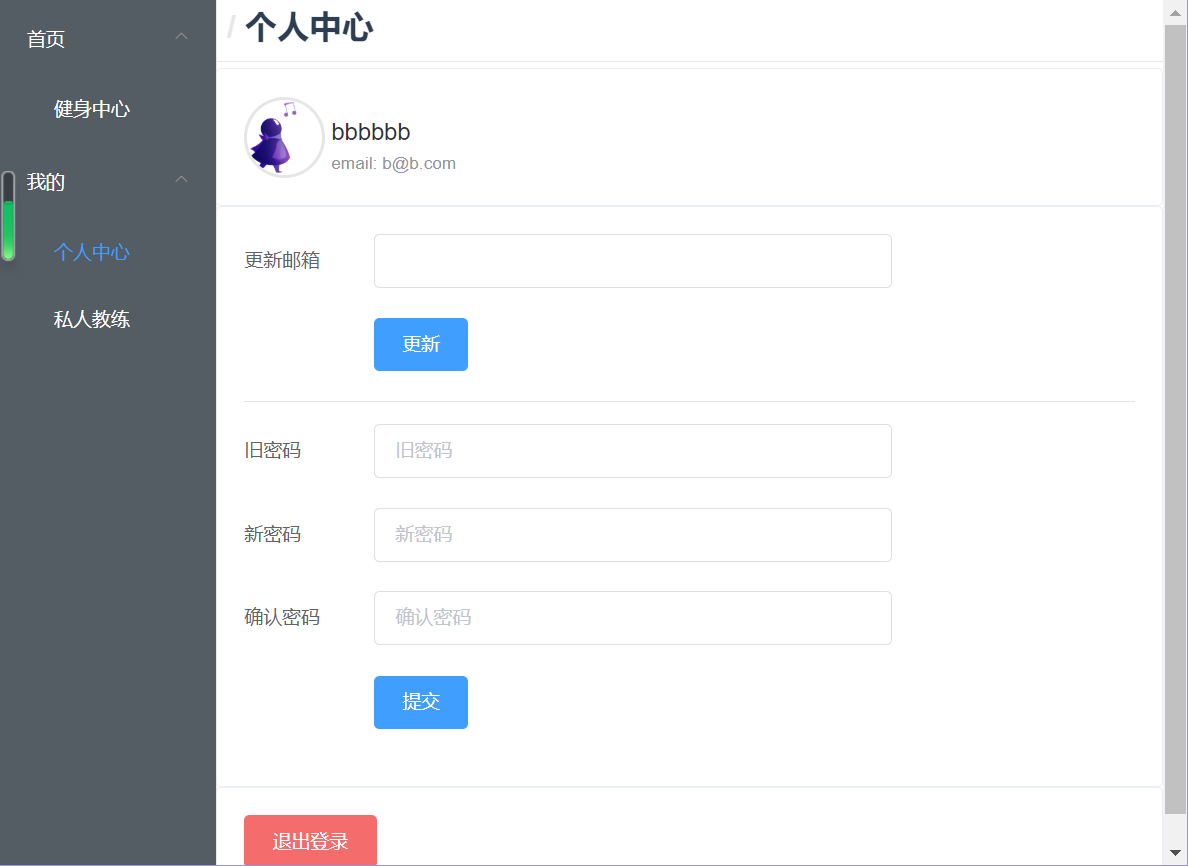 首页
健身中心
我的
个人中心
私人教练
/ 个人中心
bbbbbb
email: b@b.com
更新邮箱
更新
旧密码
旧密码
新密码
新密码
确认密码
确认密码
提交
退出登录